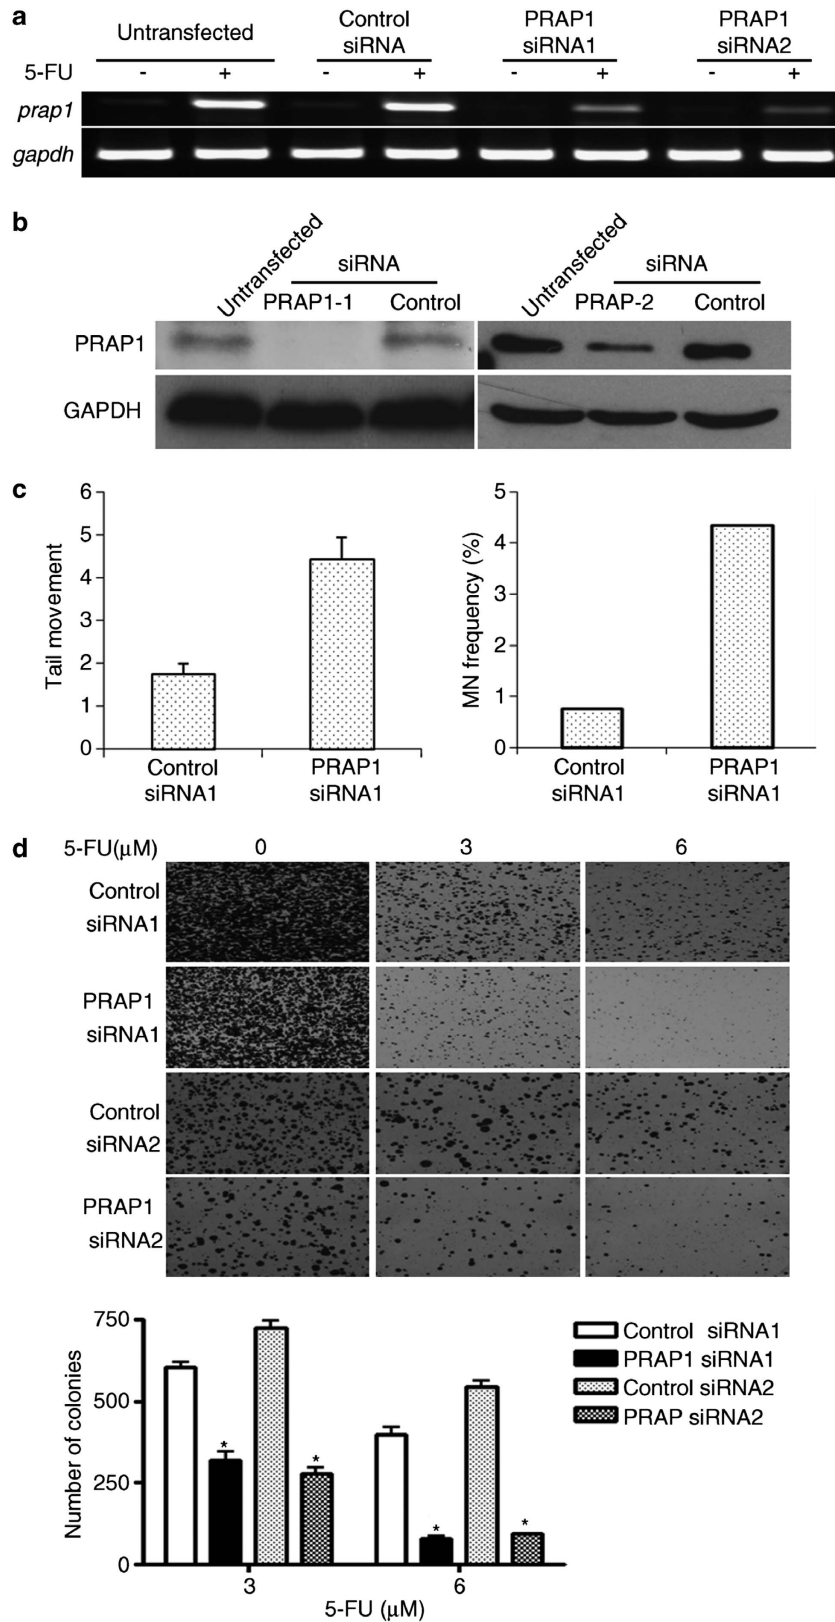 a
Untransfected
Control
siRNA
PRAP1
siRNA1
PRAP1
siRNA2
5-FU - + - + - + - +
prap1
gapdh
b
Untransfected
siRNA
PRAP1-1 Control
Untransfected
siRNA
PRAP-2 Control
PRAP1
GAPDH
c
6
5
4
3
2
1
0
Tail movement
Control
siRNA1
PRAP1
siRNA1
5
4
3
2
1
0
MN frequency (%)
Control
siRNA1
PRAP1
siRNA1
d
5-FU(μM) 0 3 6
Control
siRNA1
PRAP1
siRNA1
Control
siRNA2
PRAP1
siRNA2
750
500
250
0
Number of colonies
* * * *
3 6
5-FU (μM)
Control siRNA1
PRAP1 siRNA1
Control siRNA2
PRAP siRNA2